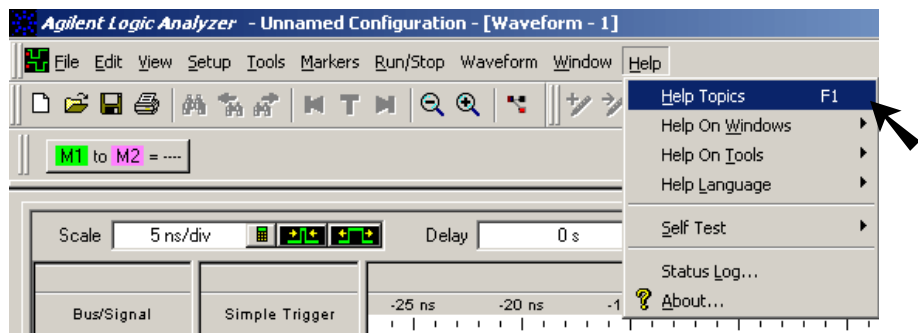 Agilent Logic Analyzer - Unnamed Configuration - [Waveform - 1]
File Edit View Setup Tools Markers Run/Stop Waveform Window Help
Help Topics F1
Help On Windows
Help On Tools
Help Language
Self Test
Status Log...
About...
M1 to M2 = ----
Scale 5 ns/div Delay 0 s
Bus/Signal Simple Trigger -25 ns -20 ns